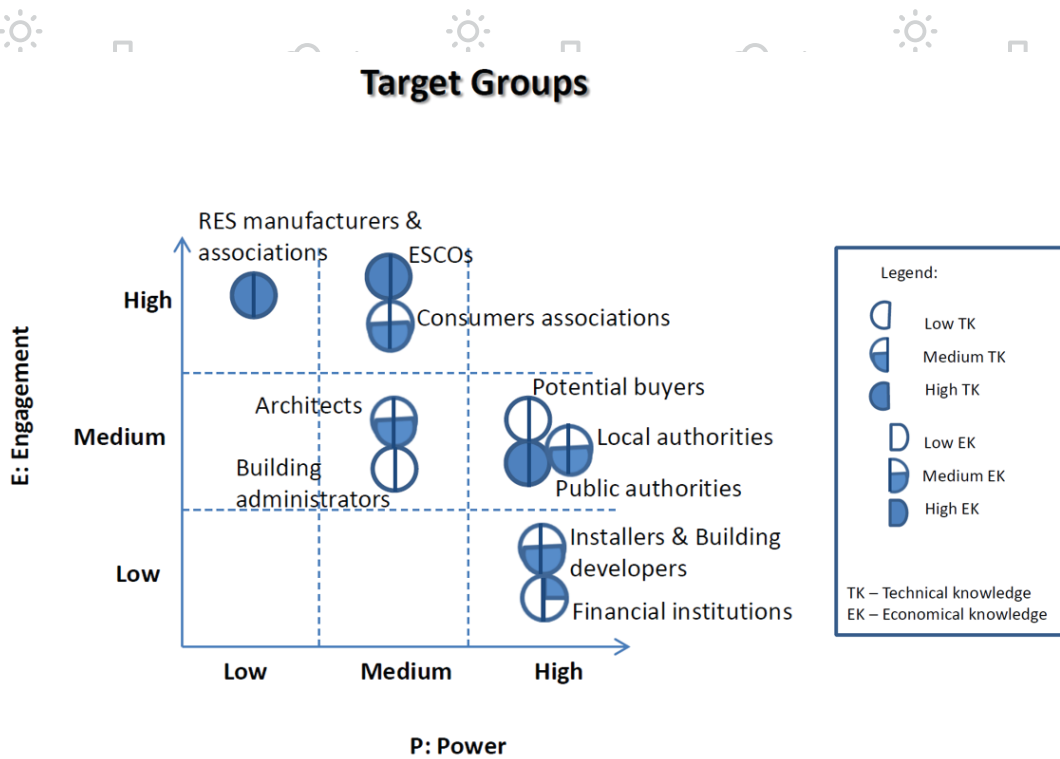 Target Groups
RES manufacturers &
associations
ESCOs
High
Consumers associations
E: Engagement
Potential buyers
Architects
Medium
Local authorities
Building
administrators
Public authorities
Installers & Building
developers
Low
Financial institutions
Low
Medium
High
P: Power
Legend:
Low TK
Medium TK
High TK
Low EK
Medium EK
High EK
TK – Technical knowledge
EK – Economical knowledge